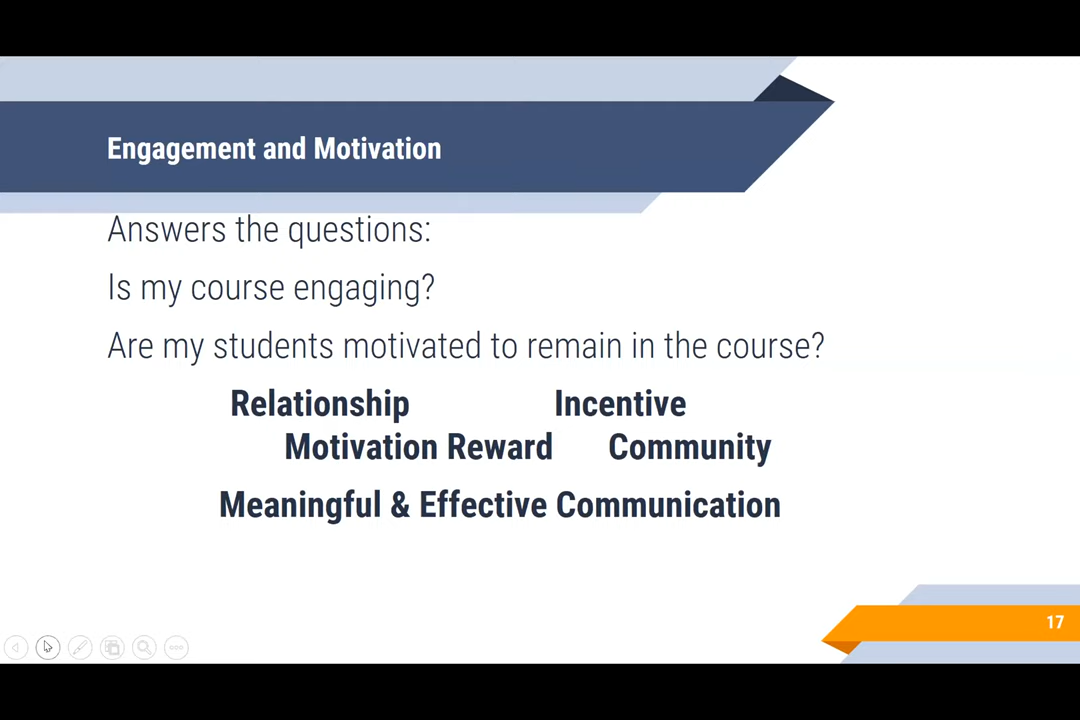 Engagement and Motivation
Answers the questions:
Is my course engaging?
Are my students motivated to remain in the course?
Relationship Incentive
Motivation Reward Community
Meaningful & Effective Communication
17